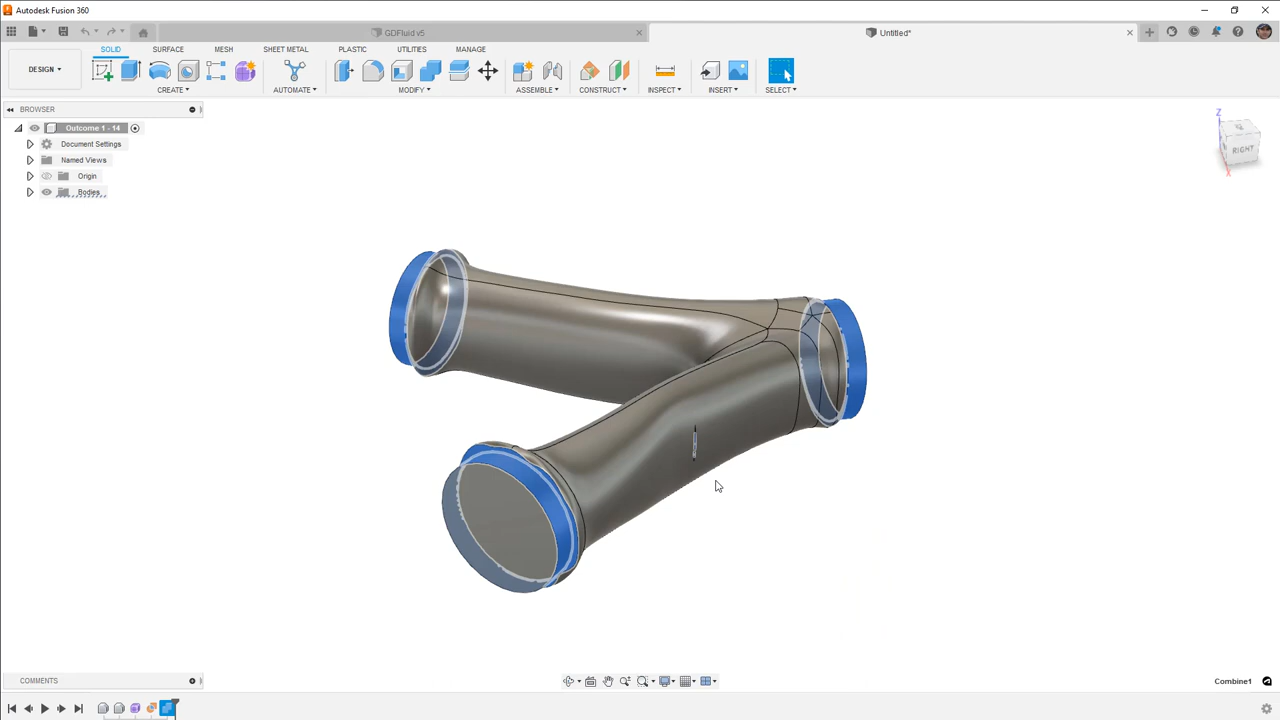 Autodesk Fusion 360
GDFluid v5
Untitled*
DESIGN
SOLID
SURFACE
MESH
SHEET METAL
PLASTIC
UTILITIES
MANAGE
CREATE
AUTOMATE
MODIFY
ASSEMBLE
CONSTRUCT
INSPECT
INSERT
SELECT
BROWSER
Outcome 1 - 14
Document Settings
Named Views
Origin
Bodies
Z
RIGHT
X
COMMENTS
Combine1